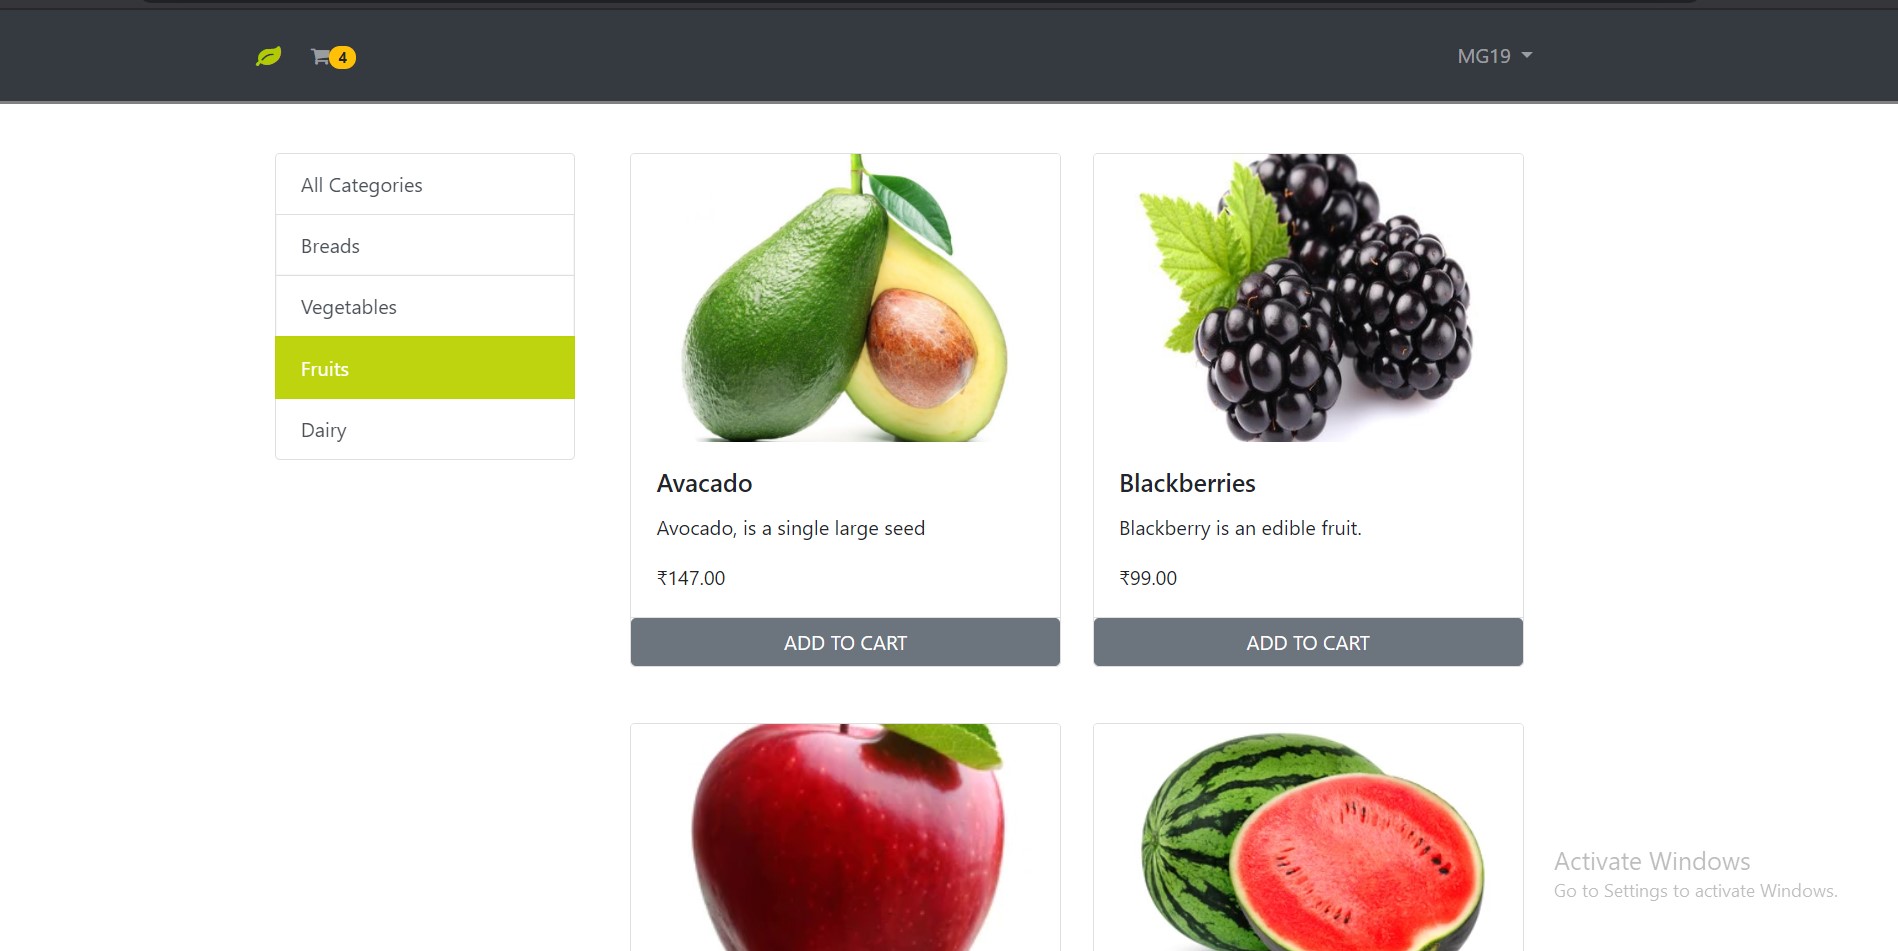 4
MG19
All Categories
Breads
Vegetables
Fruits
Dairy
Avacado
Avocado, is a single large seed
₹147.00
ADD TO CART
Blackberries
Blackberry is an edible fruit.
₹99.00
ADD TO CART
Activate Windows
Go to Settings to activate Windows.